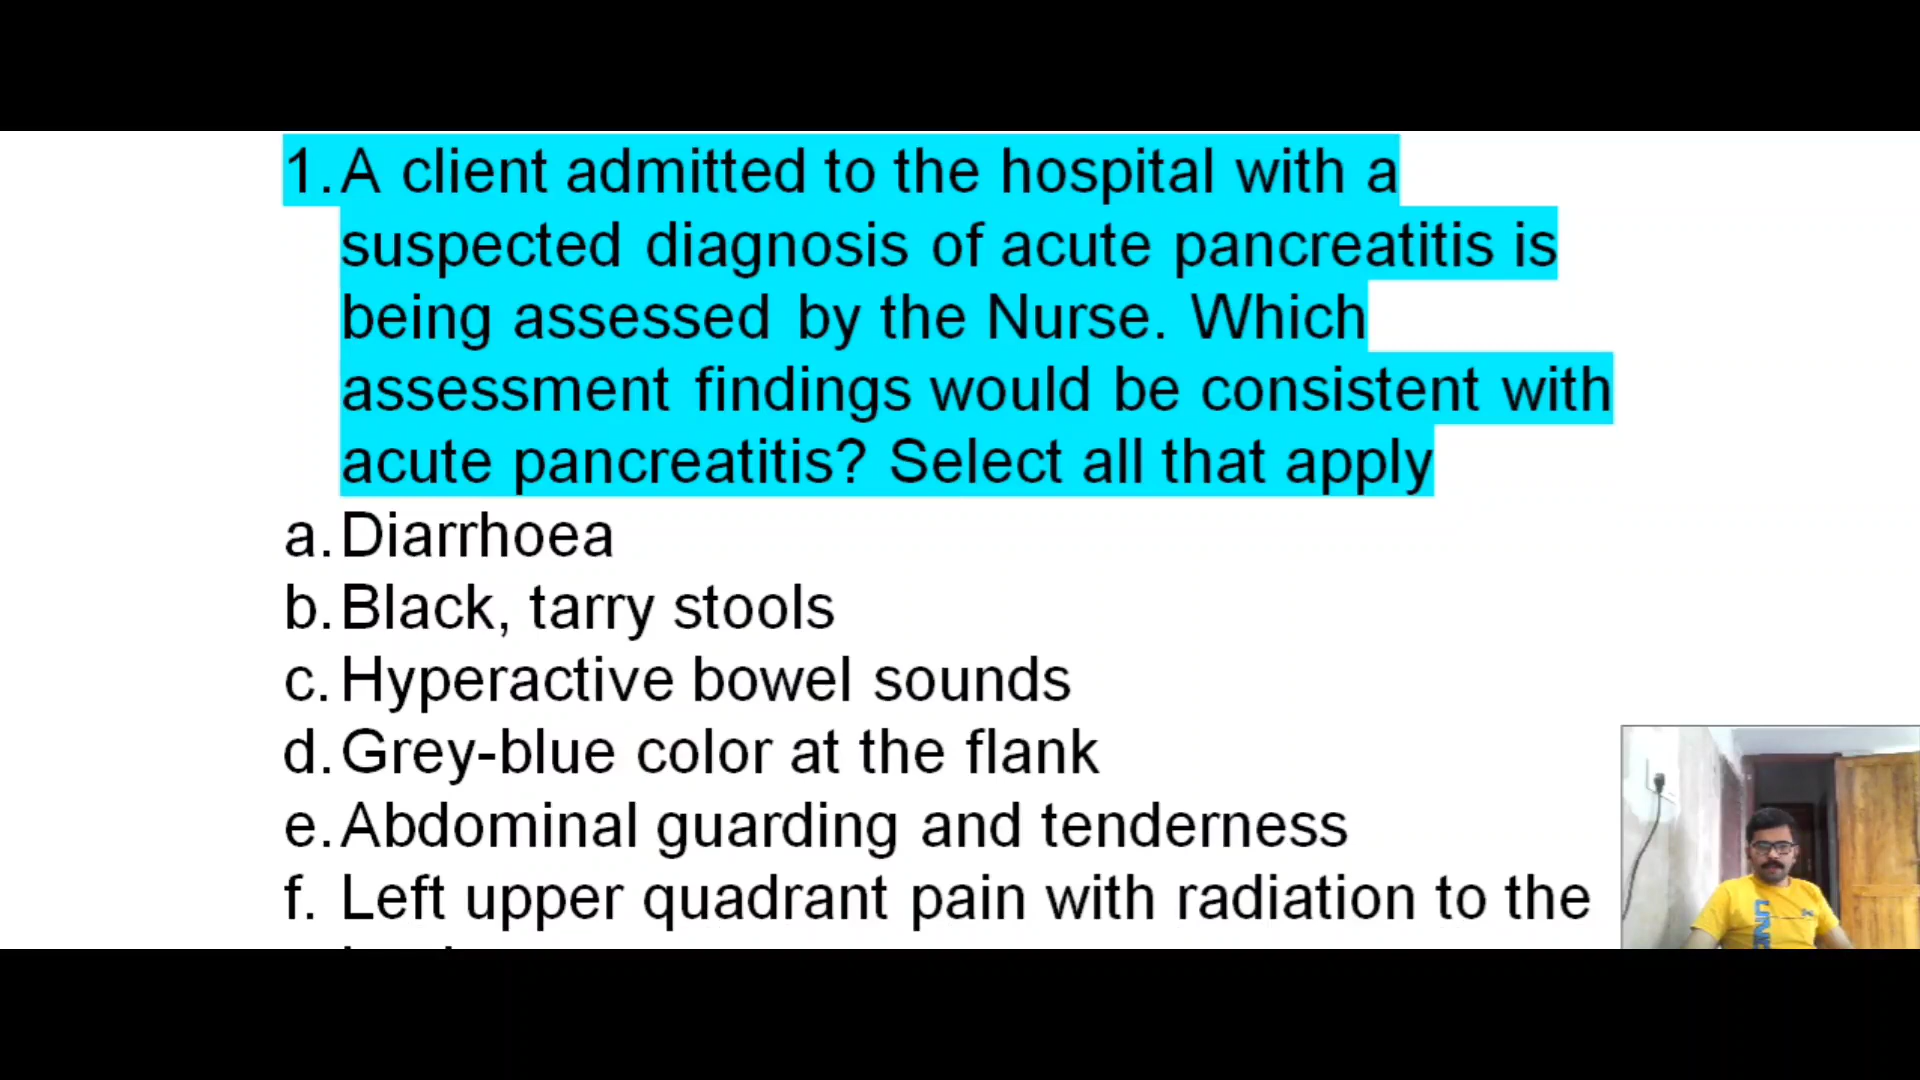 1. A client admitted to the hospital with a
suspected diagnosis of acute pancreatitis is
being assessed by the Nurse. Which
assessment findings would be consistent with
acute pancreatitis? Select all that apply
a. Diarrhoea
b. Black, tarry stools
c. Hyperactive bowel sounds
d. Grey-blue color at the flank
e. Abdominal guarding and tenderness
f. Left upper quadrant pain with radiation to the